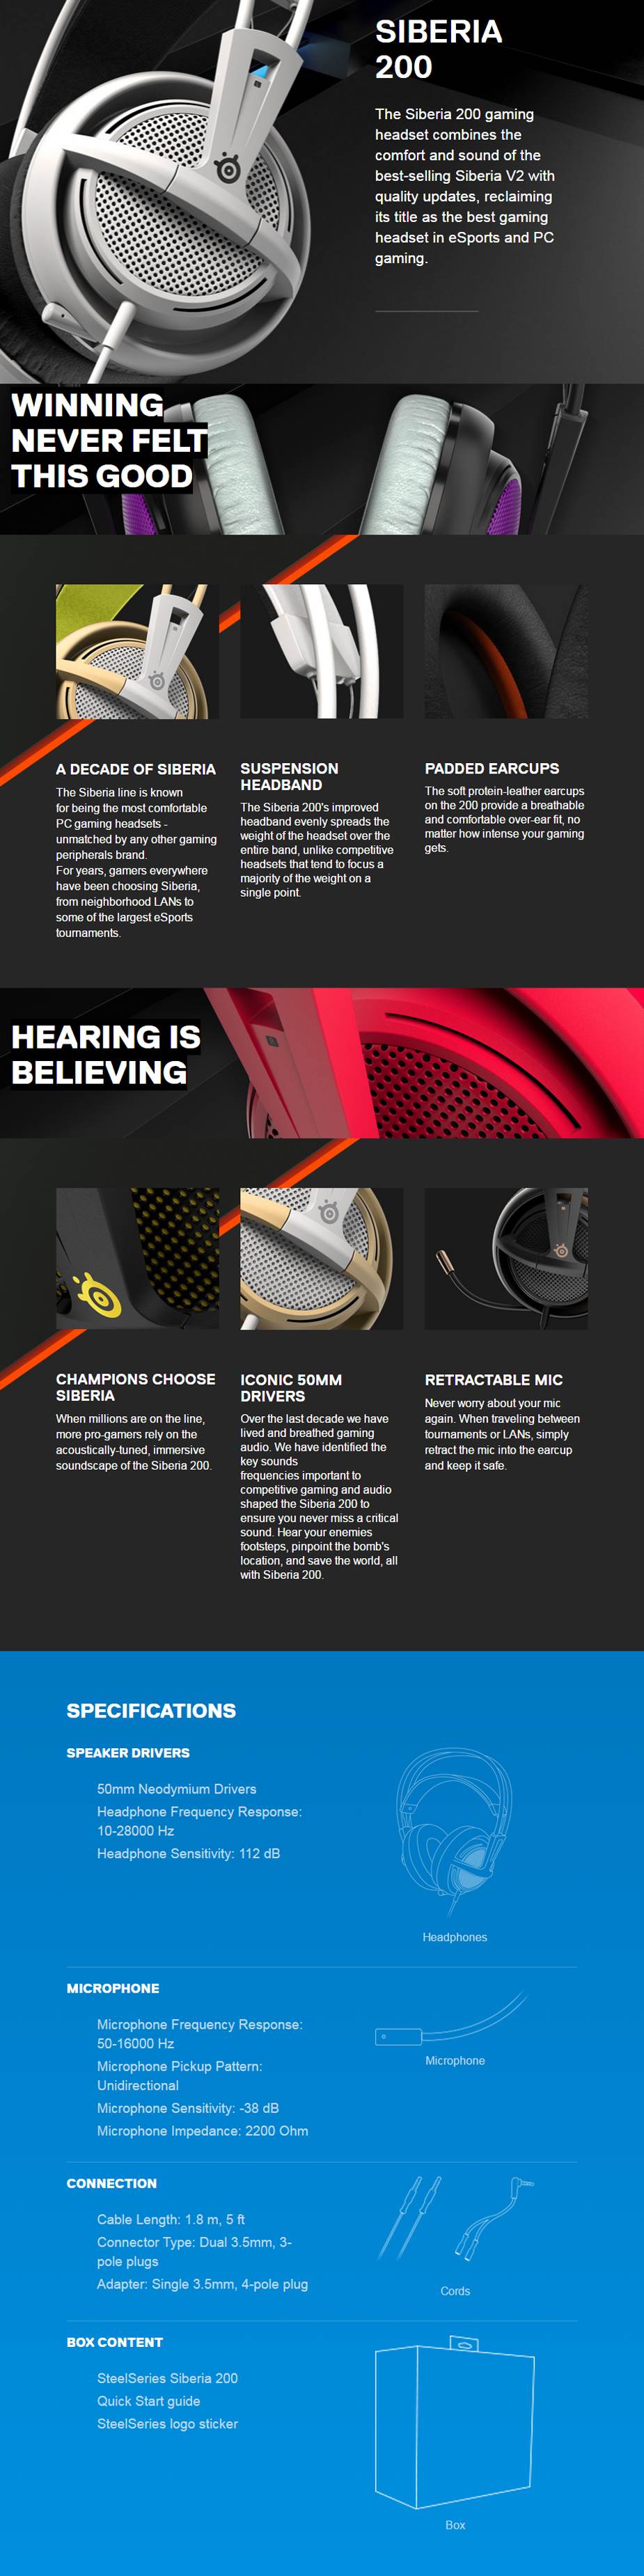 SIBERIA
200
The Siberia 200 gaming
headset combines the
comfort and sound of the
best-selling Siberia V2 with
quality updates, reclaiming
its title as the best gaming
headset in eSports and PC
gaming.
WINNING
NEVER FELT
THIS GOOD
A DECADE OF SIBERIA
The Siberia line is known
for being the most comfortable
PC gaming headsets -
unmatched by any other gaming
peripherals brand.
For years, gamers everywhere
have been choosing Siberia,
from neighborhood LANs to
some of the largest eSports
tournaments.
SUSPENSION
HEADBAND
The Siberia 200's improved
headband evenly spreads the
weight of the headset over the
entire band, unlike competitive
headsets that tend to focus a
majority of the weight on a
single point.
PADDED EARCUPS
The soft protein-leather earcups
on the 200 provide a breathable
and comfortable over-ear fit, no
matter how intense your gaming
gets.
HEARING IS
BELIEVING
CHAMPIONS CHOOSE
SIBERIA
When millions are on the line,
more pro-gamers rely on the
acoustically-tuned, immersive
soundscape of the Siberia 200.
ICONIC 50MM
DRIVERS
Over the last decade we have
lived and breathed gaming
audio. We have identified the
key sounds
frequencies important to
competitive gaming and audio
shaped the Siberia 200 to
ensure you never miss a critical
sound. Hear your enemies
footsteps, pinpoint the bomb's
location, and save the world, all
with Siberia 200.
RETRACTABLE MIC
Never worry about your mic
again. When traveling between
tournaments or LANs, simply
retract the mic into the earcup
and keep it safe.
SPECIFICATIONS
SPEAKER DRIVERS
50mm Neodymium Drivers
Headphone Frequency Response:
10-28000 Hz
Headphone Sensitivity: 112 dB
Headphones
MICROPHONE
Microphone Frequency Response:
50-16000 Hz
Microphone Pickup Pattern:
Unidirectional
Microphone Sensitivity: -38 dB
Microphone Impedance: 2200 Ohm
Microphone
CONNECTION
Cable Length: 1.8 m, 5 ft
Connector Type: Dual 3.5mm, 3-
pole plugs
Adapter: Single 3.5mm, 4-pole plug
Cords
BOX CONTENT
SteelSeries Siberia 200
Quick Start guide
SteelSeries logo sticker
Box